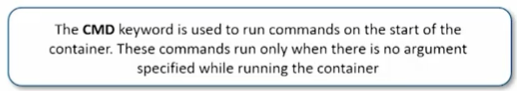 The CMD keyword is used to run commands on the start of the
container. These commands run only when there is no argument
specified while running the container